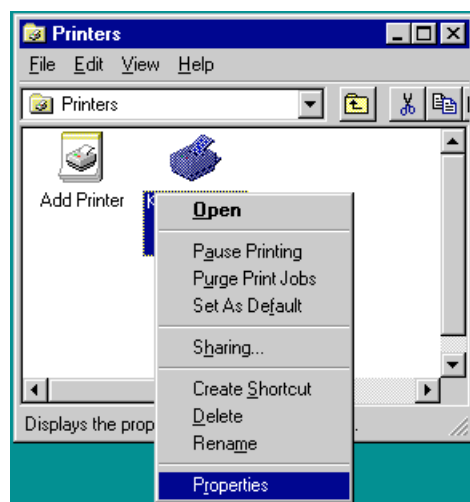 Printers
File Edit View Help
Printers
Add Printer K
Open
Pause Printing
Purge Print Jobs
Set As Default
Sharing...
Create Shortcut
Delete
Rename
Displays the prop
Properties